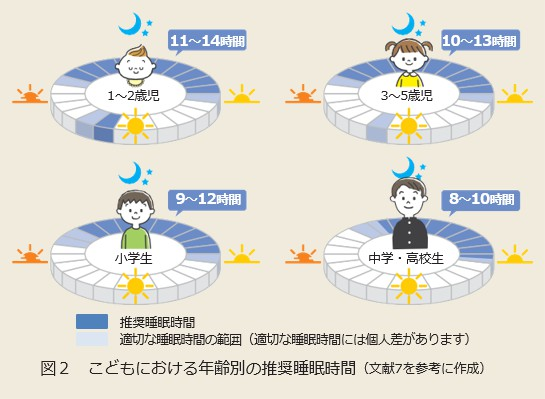 11～14時間
1～2歳児
10～13時間
3～5歳児
9～12時間
小学生
8～10時間
中学・高校生
推奨睡眠時間
適切な睡眠時間の範囲（適切な睡眠時間には個人差があります）
図２　こどもにおける年齢別の推奨睡眠時間（文献7を参考に作成）